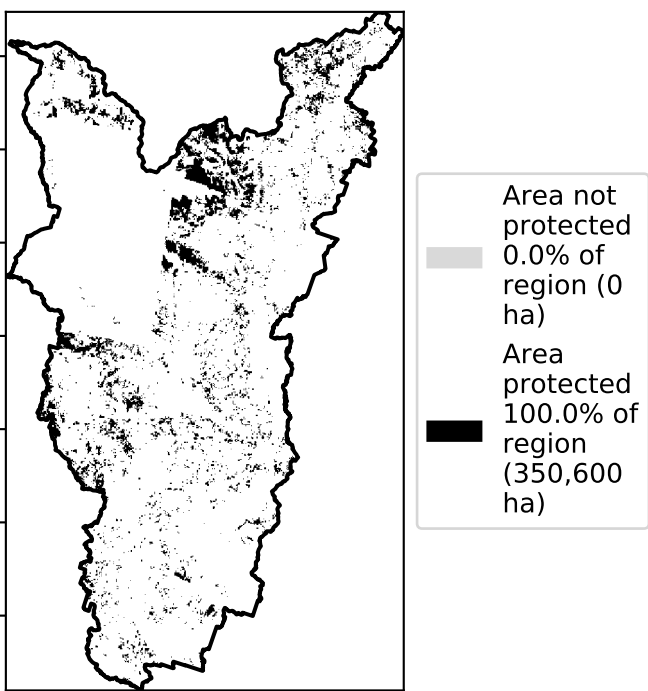 Area not
protected
0.0% of
region (0
ha)
Area
protected
100.0% of
region
(350,600
ha)